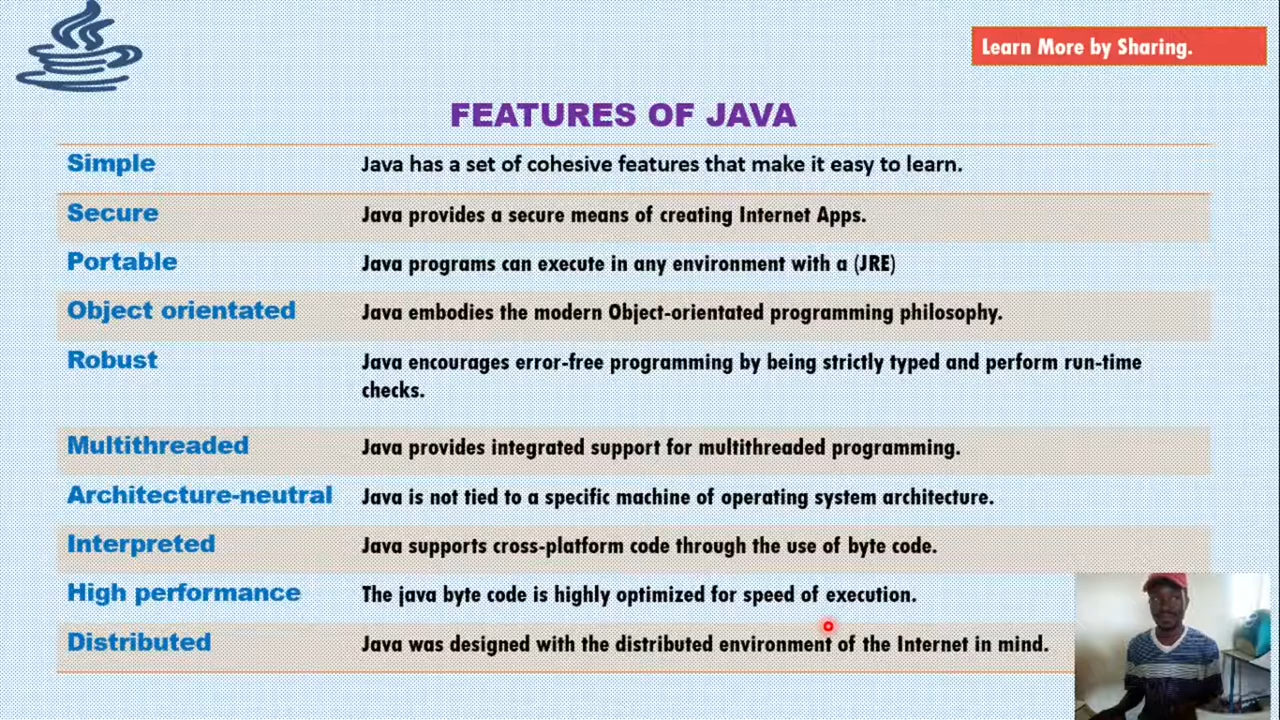 Learn More by Sharing.
FEATURES OF JAVA
Simple Java has a set of cohesive features that make it easy to learn.
Secure Java provides a secure means of creating Internet Apps.
Portable Java programs can execute in any environment with a (JRE)
Object orientated Java embodies the modern Object-orientated programming philosophy.
Robust Java encourages error-free programming by being strictly typed and perform run-time
checks.
Multithreaded Java provides integrated support for multithreaded programming.
Architecture-neutral Java is not tied to a specific machine of operating system architecture.
Interpreted Java supports cross-platform code through the use of byte code.
High performance The java byte code is highly optimized for speed of execution.
Distributed Java was designed with the distributed environment of the Internet in mind.